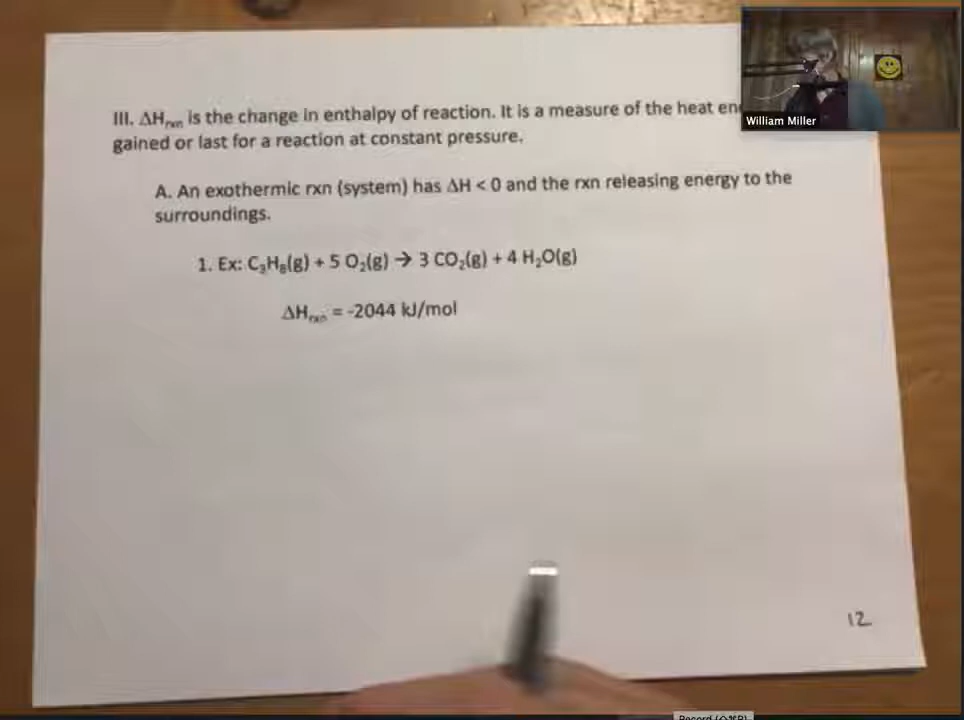 III. ΔHrxn is the change in enthalpy of reaction. It is a measure of the heat en
gained or last for a reaction at constant pressure.
A. An exothermic rxn (system) has ΔH < 0 and the rxn releasing energy to the
surroundings.
1. Ex: C₃H₈(g) + 5 O₂(g) → 3 CO₂(g) + 4 H₂O(g)
ΔHrxn = -2044 kJ/mol
12
William Miller